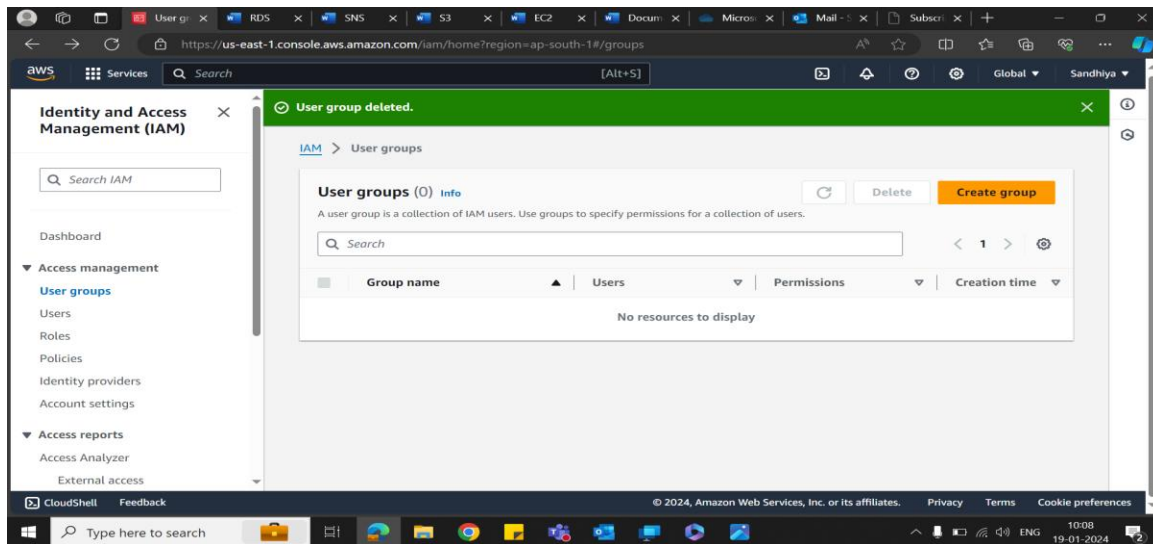 User gr
RDS
SNS
S3
EC2
Docum
Micros
Mail - S
Subscri
https://us-east-1.console.aws.amazon.com/iam/home?region=ap-south-1#/groups
aws
Services
Search
[Alt+S]
Global
Sandhiya
Identity and Access
Management (IAM)
Search IAM
Dashboard
Access management
User groups
Users
Roles
Policies
Identity providers
Account settings
Access reports
Access Analyzer
External access
User group deleted.
IAM > User groups
User groups (0) Info
Delete
Create group
A user group is a collection of IAM users. Use groups to specify permissions for a collection of users.
Search
1
Group name
Users
Permissions
Creation time
No resources to display
CloudShell
Feedback
© 2024, Amazon Web Services, Inc. or its affiliates.
Privacy
Terms
Cookie preferences
Type here to search
ENG
10:08
19-01-2024
2